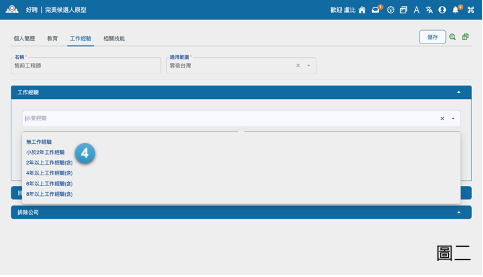 好聘 | 完美候選人原型
歡迎 盧比
個人簡歷 教育 工作經驗 相關技能
儲存
名稱 *
售前工程師
適用範圍 *
雲端台灣
工作經驗
必要經驗
無工作經驗
小於2年工作經驗
2年以上工作經驗(含)
4
4年以上工作經驗(含)
6年以上工作經驗(含)
8年以上工作經驗(含)
排除公司
圖二